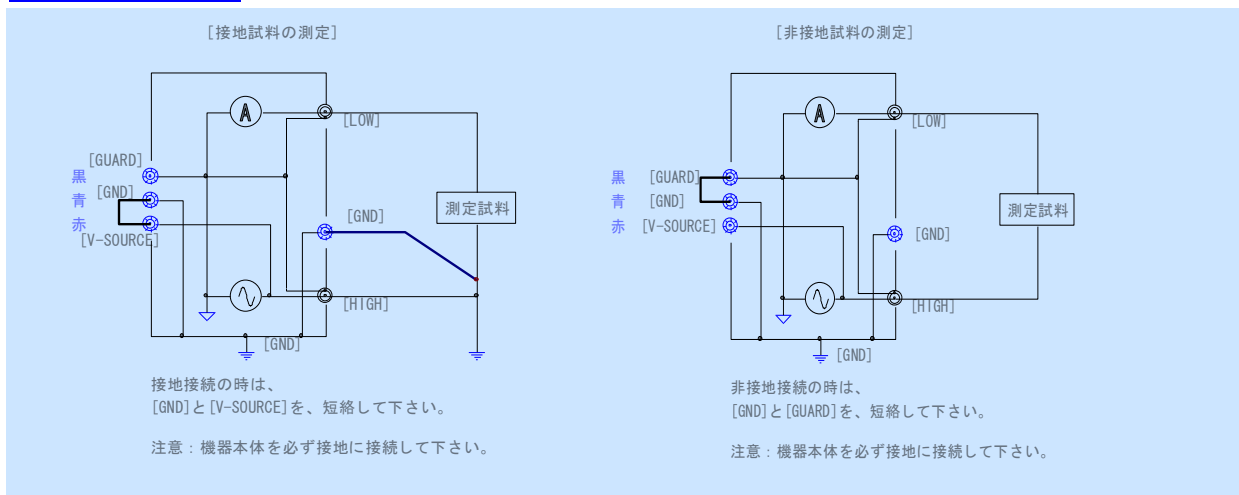 [接地試料の測定]
[LOW]
[GUARD]
黒
[GND]
青
赤
[V-SOURCE]
[GND]
測定試料
[HIGH]
[GND]
接地接続の時は、
[GND]と[V-SOURCE]を、短絡して下さい。
注意：機器本体を必ず接地に接続して下さい。
[非接地試料の測定]
[LOW]
黒 [GUARD]
青 [GND]
赤 [V-SOURCE]
測定試料
[GND]
[HIGH]
[GND]
非接地接続の時は、
[GND]と[GUARD]を、短絡して下さい。
注意：機器本体を必ず接地に接続して下さい。